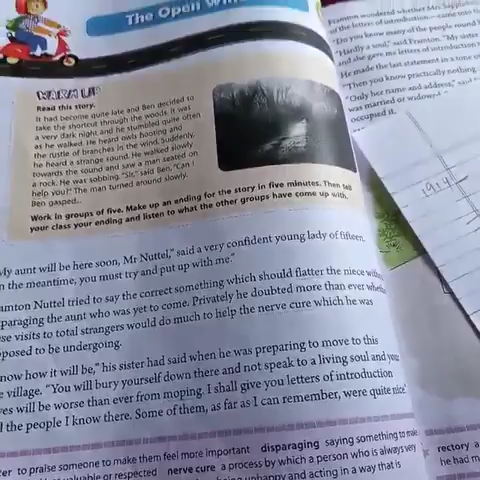 The Open
WARM UP
Read this story.
It had become quite late and Ben decided to
take the shortcut through the woods. It was
a very dark night and he stumbled quite often
as he walked. He heard owls hooting and
the rustle of branches in the wind. Suddenly,
he heard a strange sound. He walked slowly
towards the sound and saw a man seated on
a rock. He was sobbing. "Sir," said Ben, "Can I
help you?" The man turned around slowly.
Ben gasped...
Work in groups of five. Make up an ending for the story in five minutes. Then tell
your class your ending and listen to what the other groups have come up with.
My aunt will be here soon, Mr Nuttel," said a very confident young lady of fifteen,
n the meantime, you must try and put up with me."
amton Nuttel tried to say the correct something which should flatter the niece
paraging the aunt who was yet to come. Privately he doubted more than ever
se visits to total strangers would do much to help the nerve cure which he was
posed to be undergoing.
now how it will be," his sister had said when he was preparing to move to this
e village. "You will bury yourself down there and not speak to a living soul and your
es will be worse than ever from moping. I shall give you letters of introduction
l the people I know there. Some of them, as far as I can remember, were quite nice."
er to praise someone to make them feel more important disparaging saying something to make
valuable or respected nerve cure a process by which a person who is always very
unhappy and acting in a way that is
Framton wondered whether Mrs
of the letters of introduction
"Do you know many of the people round
"Hardly a soul," said Framton. "My sister
and she gave me letters of introduction
He made the last statement in a tone
"Then you know practically nothing
"Only her name and address," said
was married or widowed.
occupied it.
1914
rectory a
he had m